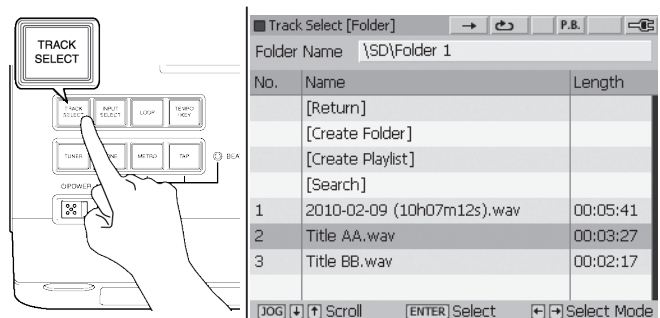 TRACK
SELECT
TRACK
SELECT
INPUT
SELECT
LOOP
TEMPO
-KEY
TUNER
METRO
TAP
BEA
POWER
Track Select [Folder]
P.B.
Folder Name \SD\Folder 1
No. Name Length
[Return]
[Create Folder]
[Create Playlist]
[Search]
1 2010-02-09 (10h07m12s).wav 00:05:41
2 Title AA.wav 00:03:27
3 Title BB.wav 00:02:17
JOG Scroll ENTER Select Select Mode